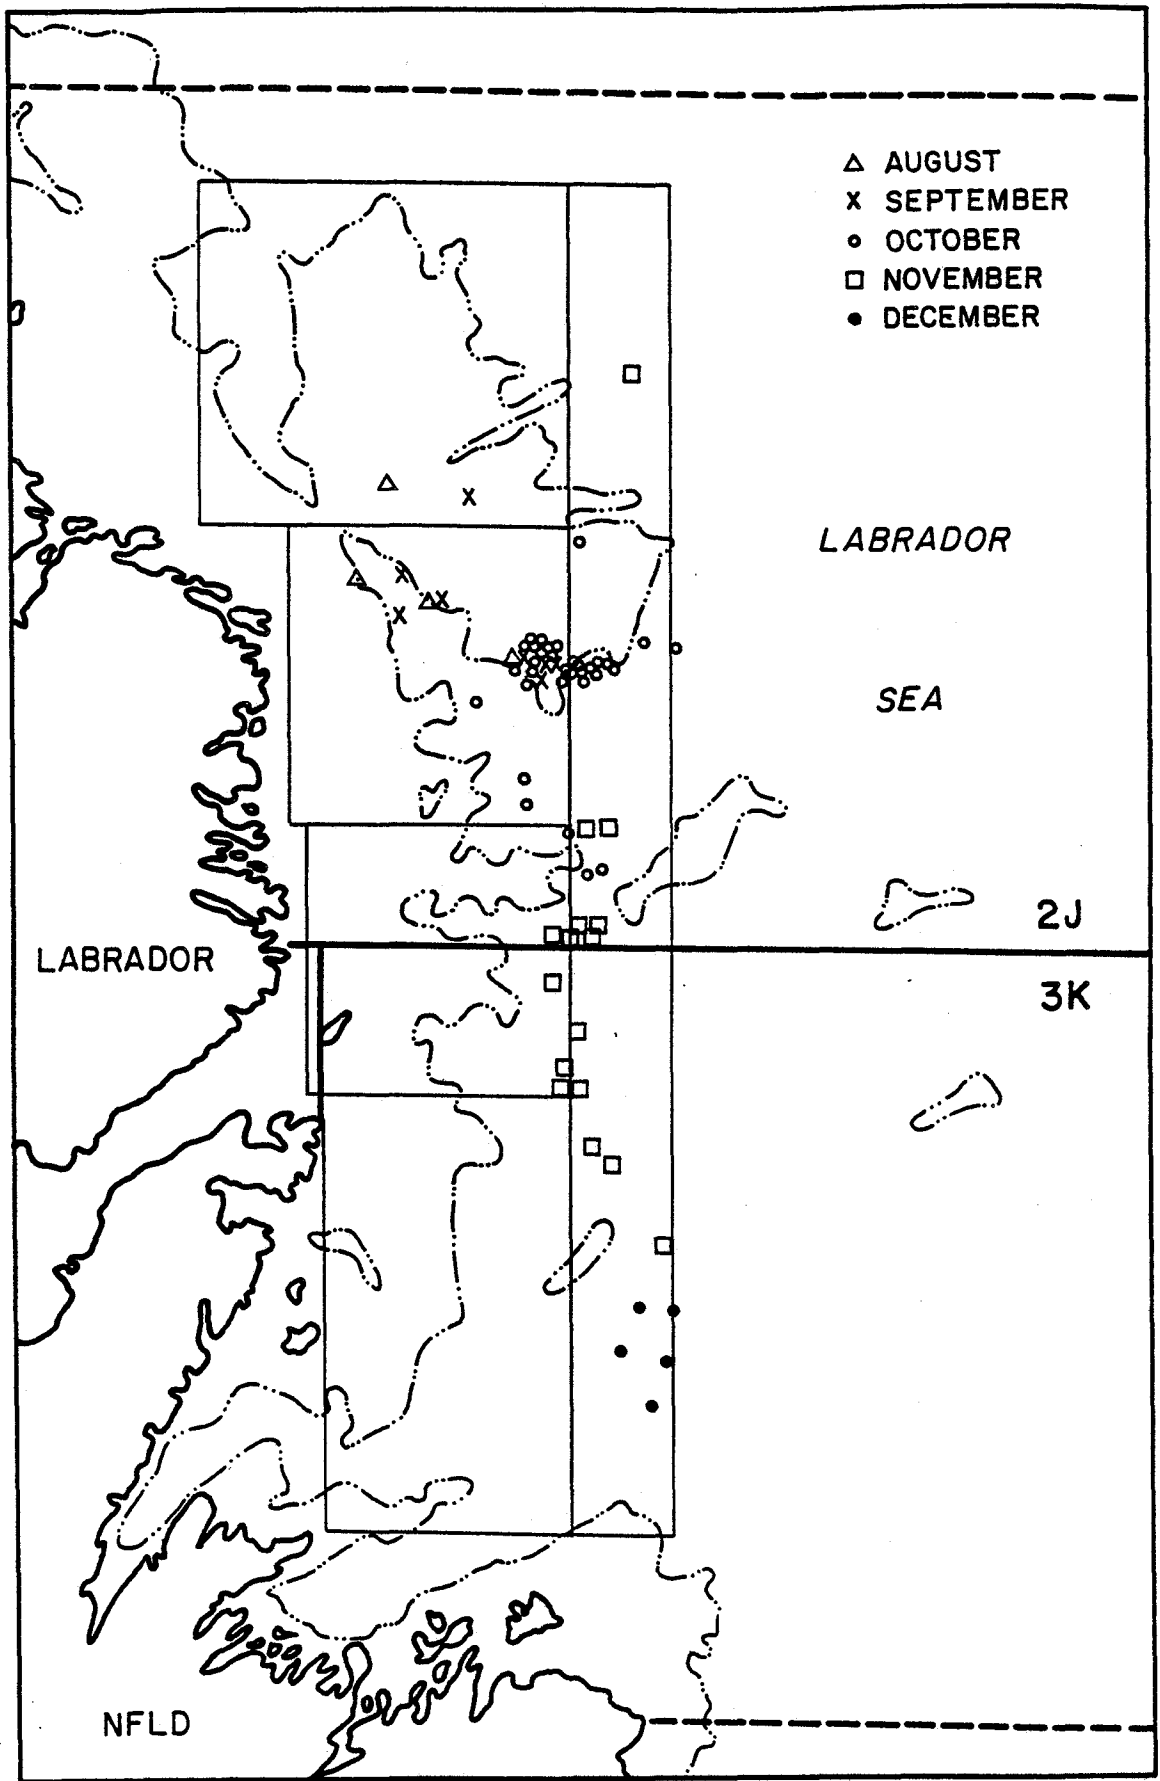 AUGUST
SEPTEMBER
OCTOBER
NOVEMBER
DECEMBER
LABRADOR
SEA
2J
LABRADOR
3K
NFLD